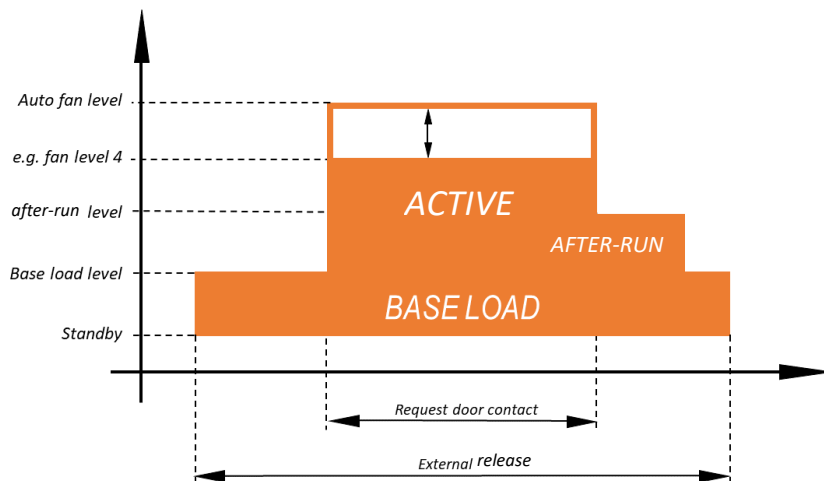 Auto fan level
e.g. fan level 4
after-run level
Base load level
Standby
ACTIVE
AFTER-RUN
BASE LOAD
Request door contact
External release